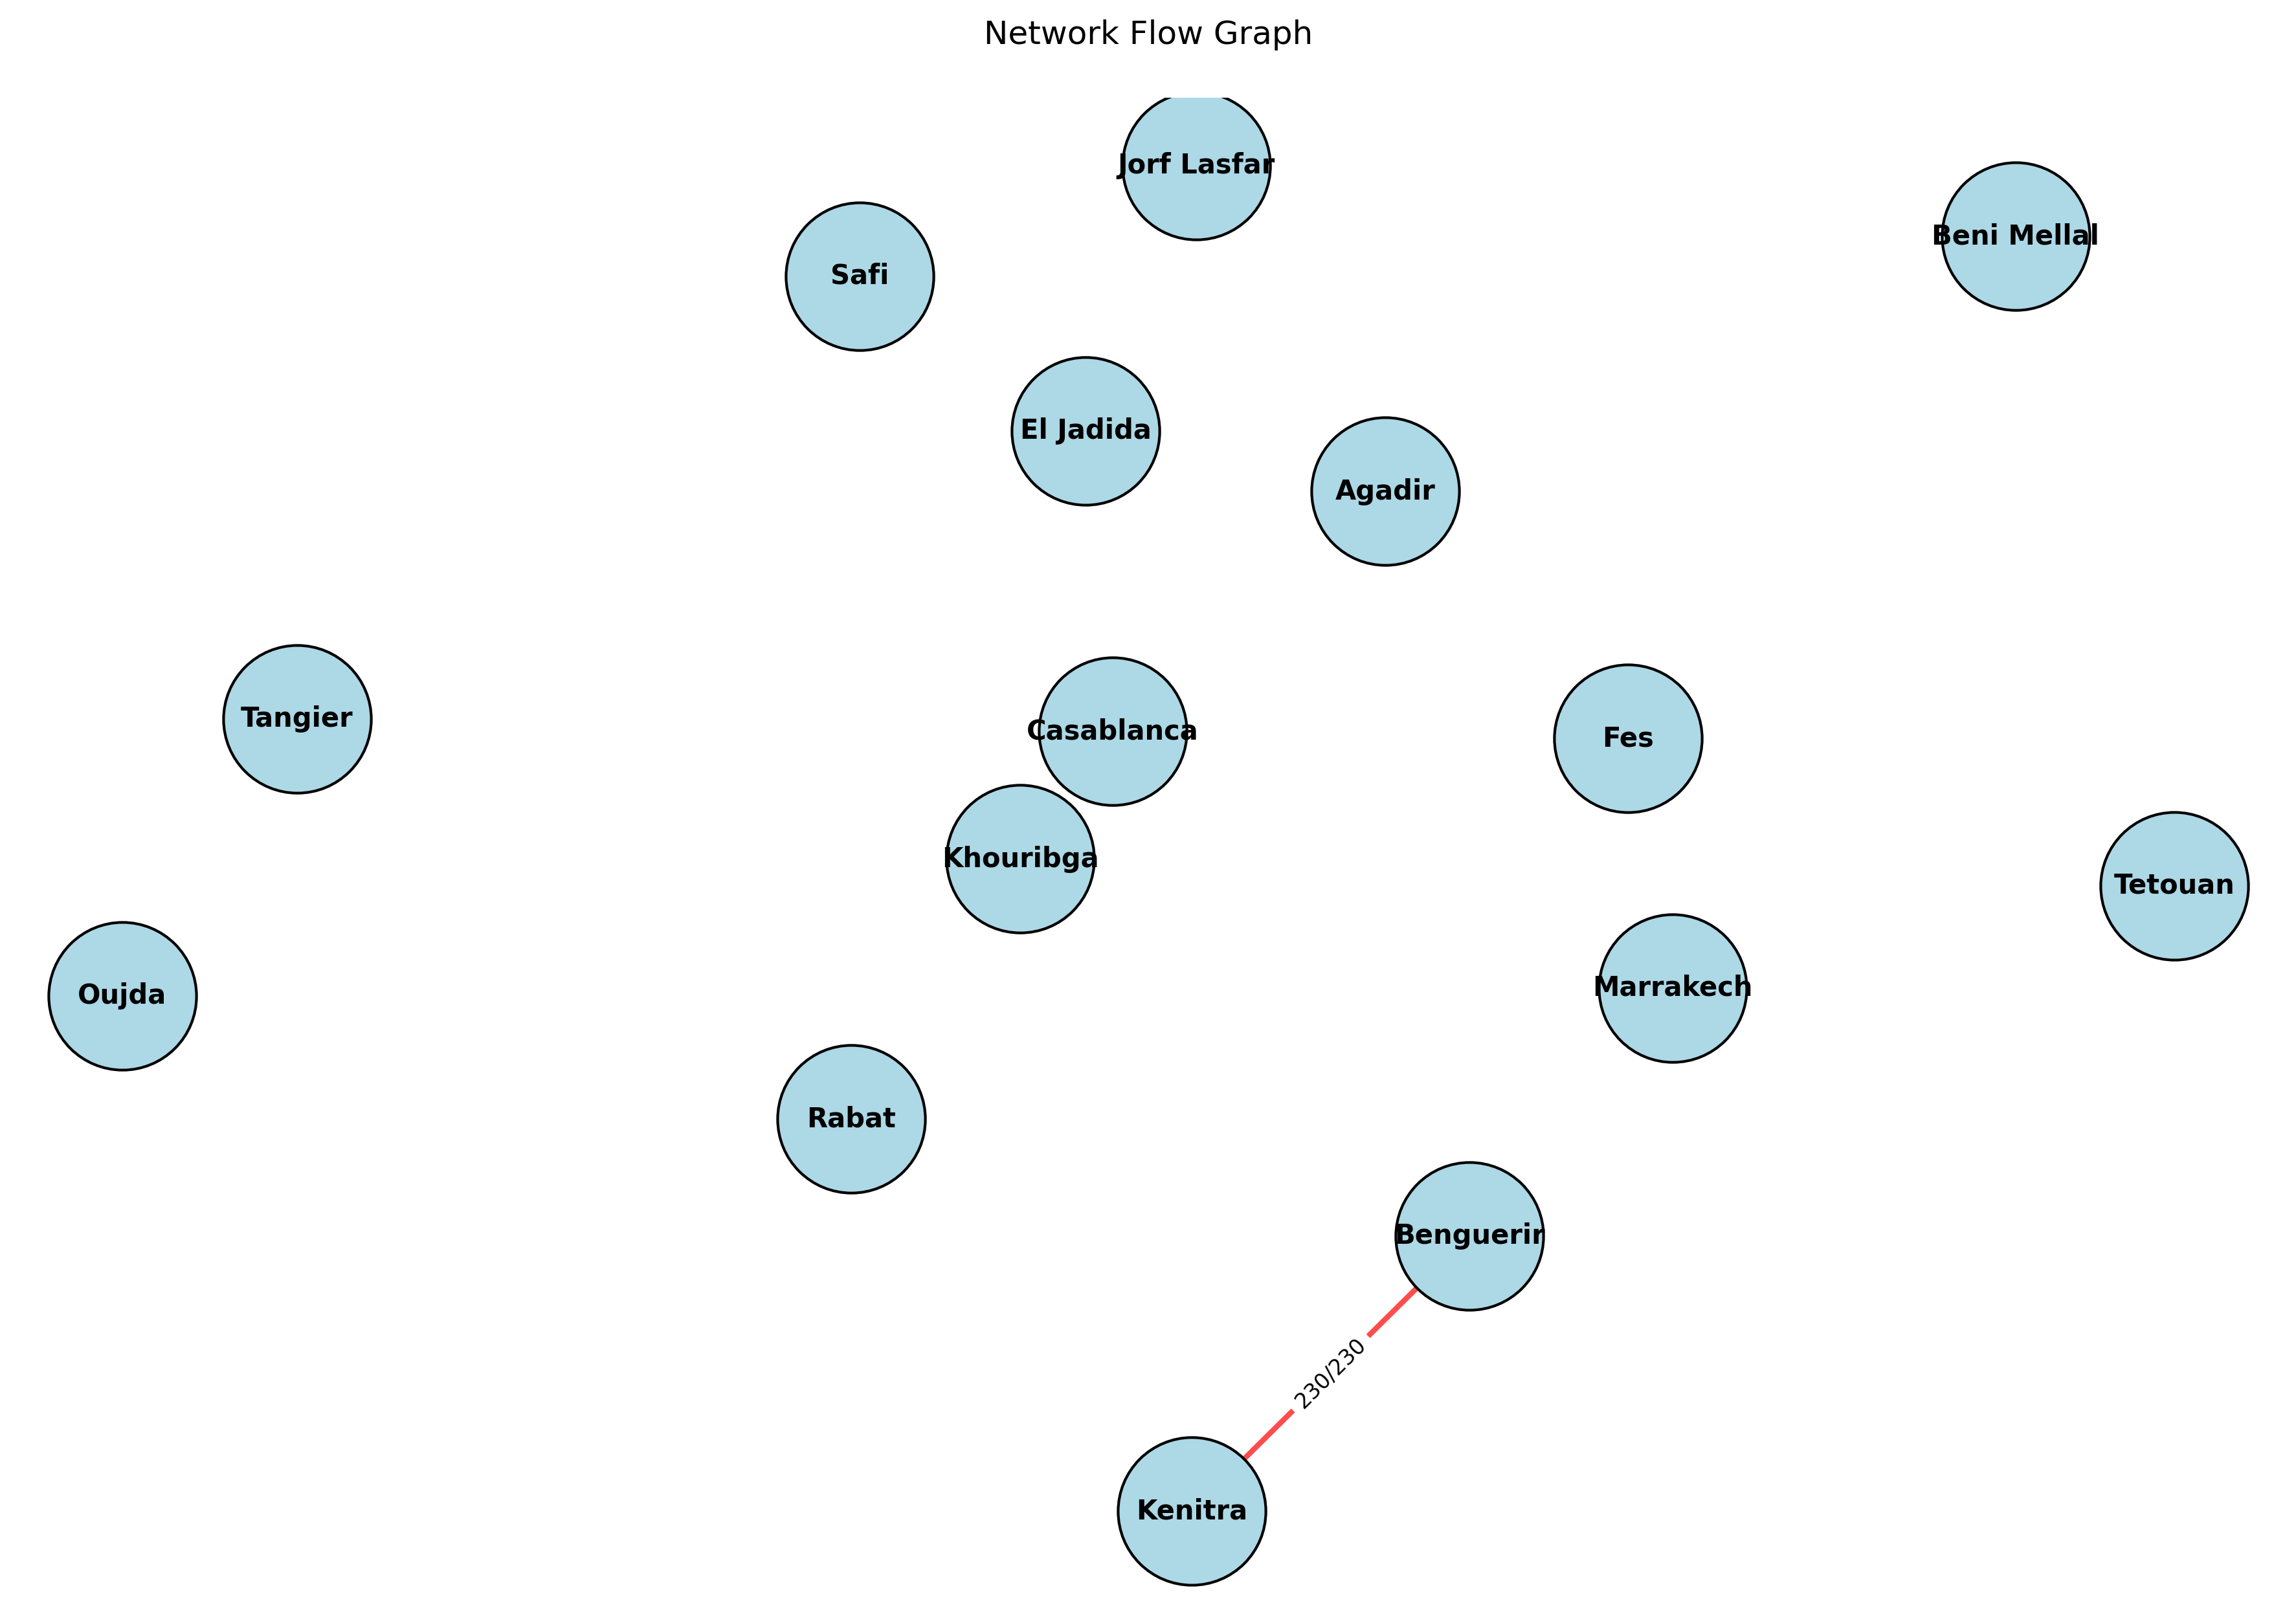 Network Flow Graph
Jorf Lasfar
Beni Mellal
Safi
El Jadida
Agadir
Tangier
Casablanca
Fes
Khouribga
Tetouan
Marrakech
Oujda
Rabat
Benguerir
230/230
Kenitra